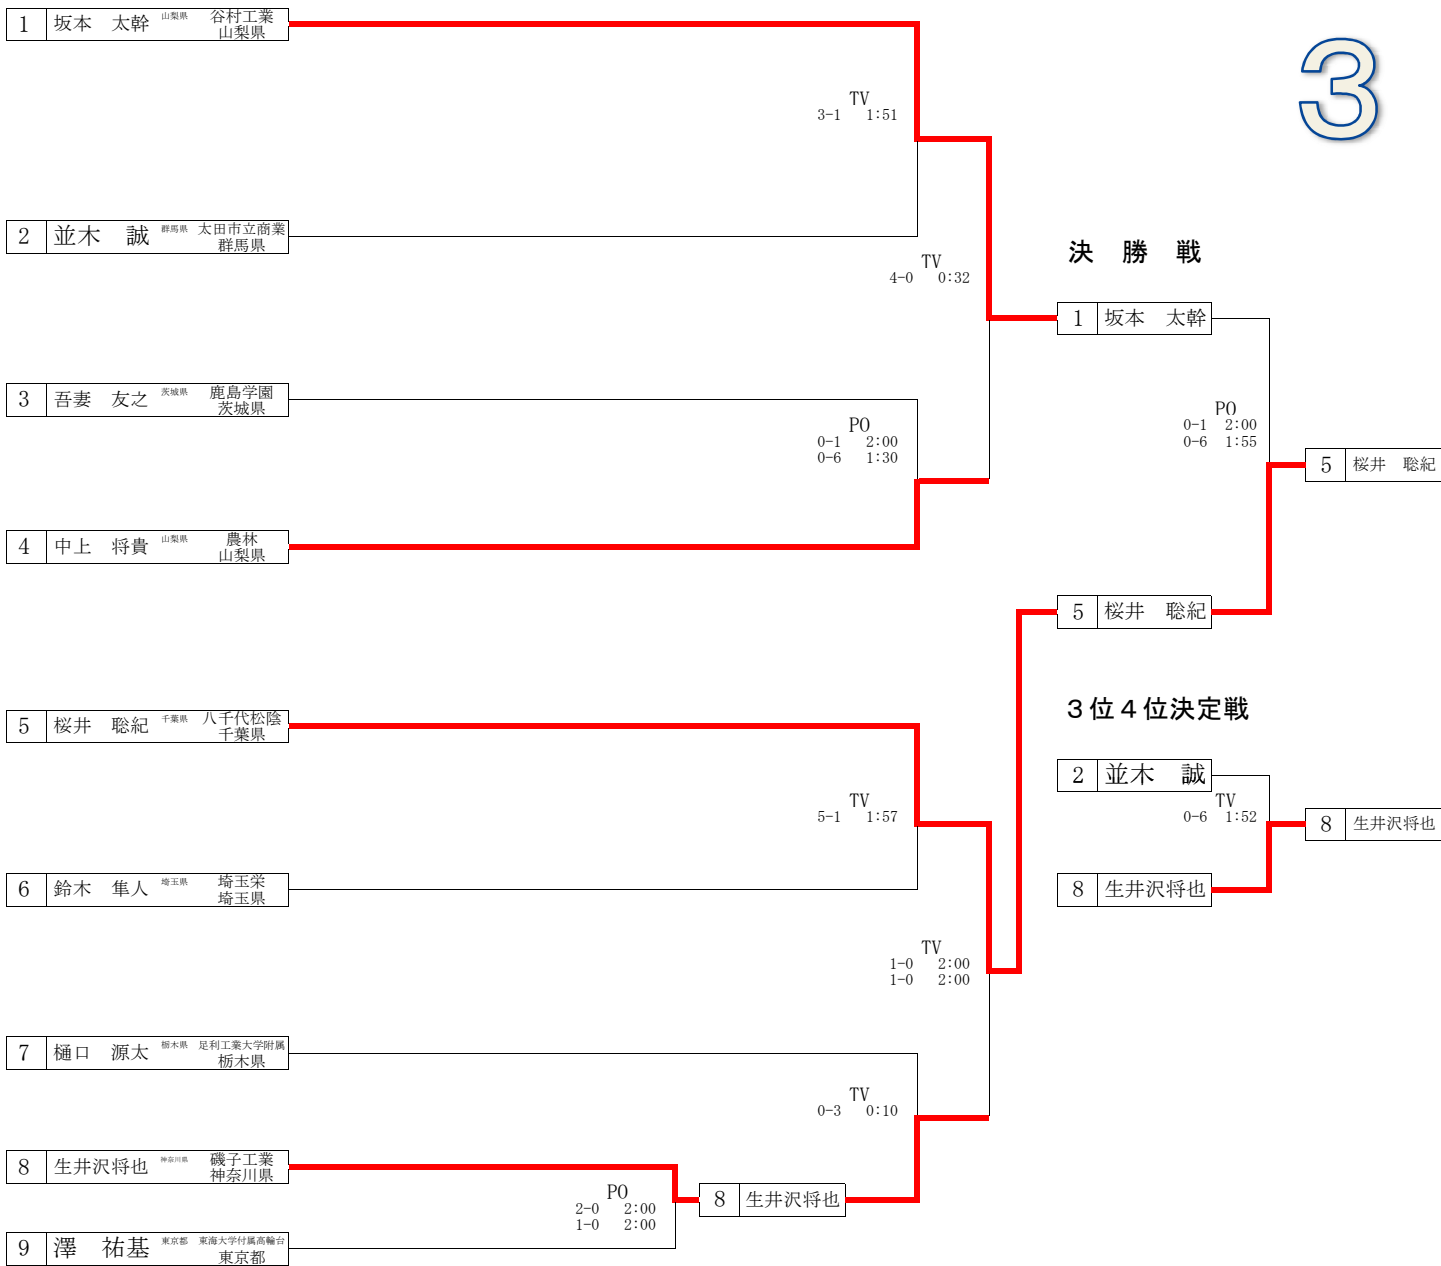 1 坂本 太幹 山梨県 谷村工業
山梨県
3
TV
3-1 1:51
2 並木 誠 群馬県 太田市立商業
群馬県
決 勝 戦
TV
4-0 0:32
1 坂本 太幹
3 吾妻 友之 茨城県 鹿島学園
茨城県
PO
0-1 2:00
0-6 1:30
PO
0-1 2:00
0-6 1:55
5 桜井 聡紀
4 中上 将貴 山梨県 農林
山梨県
5 桜井 聡紀
3位4位決定戦
5 桜井 聡紀 千葉県 八千代松陰
千葉県
2 並木 誠
TV
5-1 1:57
TV
0-6 1:52
8 生井沢将也
6 鈴木 隼人 埼玉県 埼玉栄
埼玉県
8 生井沢将也
TV
1-0 2:00
1-0 2:00
7 樋口 源太 栃木県 足利工業大学附属
栃木県
TV
0-3 0:10
8 生井沢将也 神奈川県 磯子工業
神奈川県
PO
2-0 2:00
1-0 2:00
8 生井沢将也
9 澤 祐基 東京都 東海大学付属高輪台
東京都